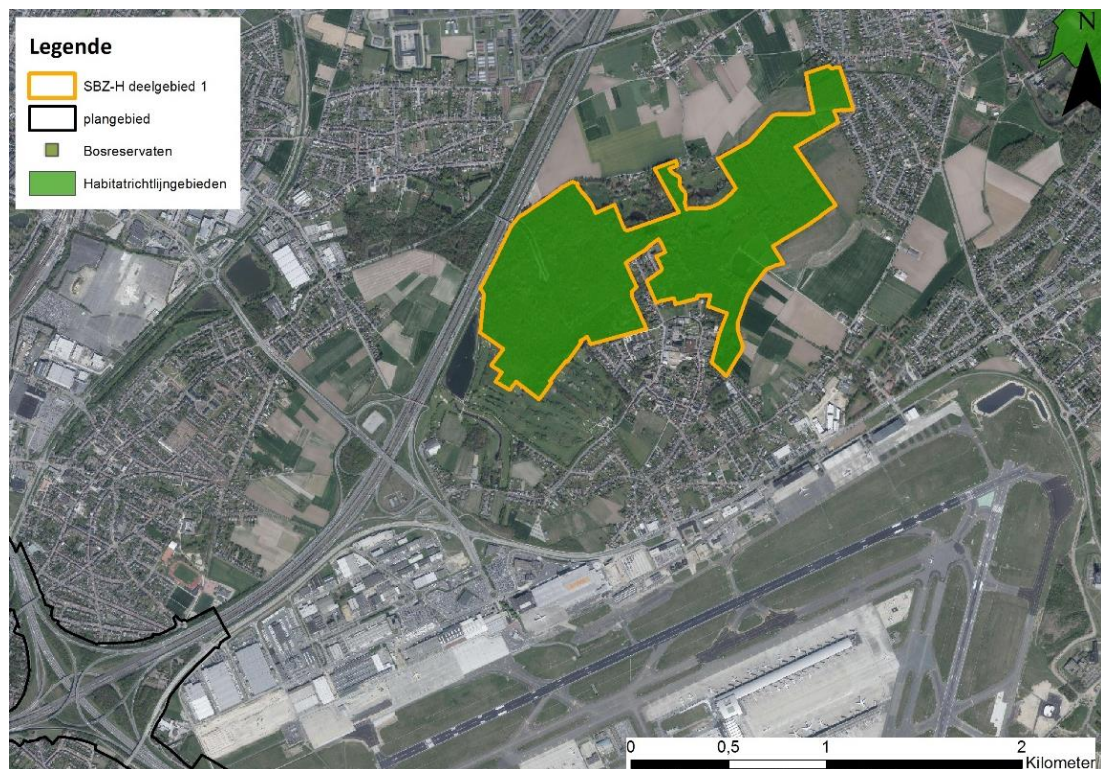 Legende
SBZ-H deelgebied 1
plangebied
Bosreservaten
Habitatrichtlijngebieden
N
0 0,5 1 2
Kilometer